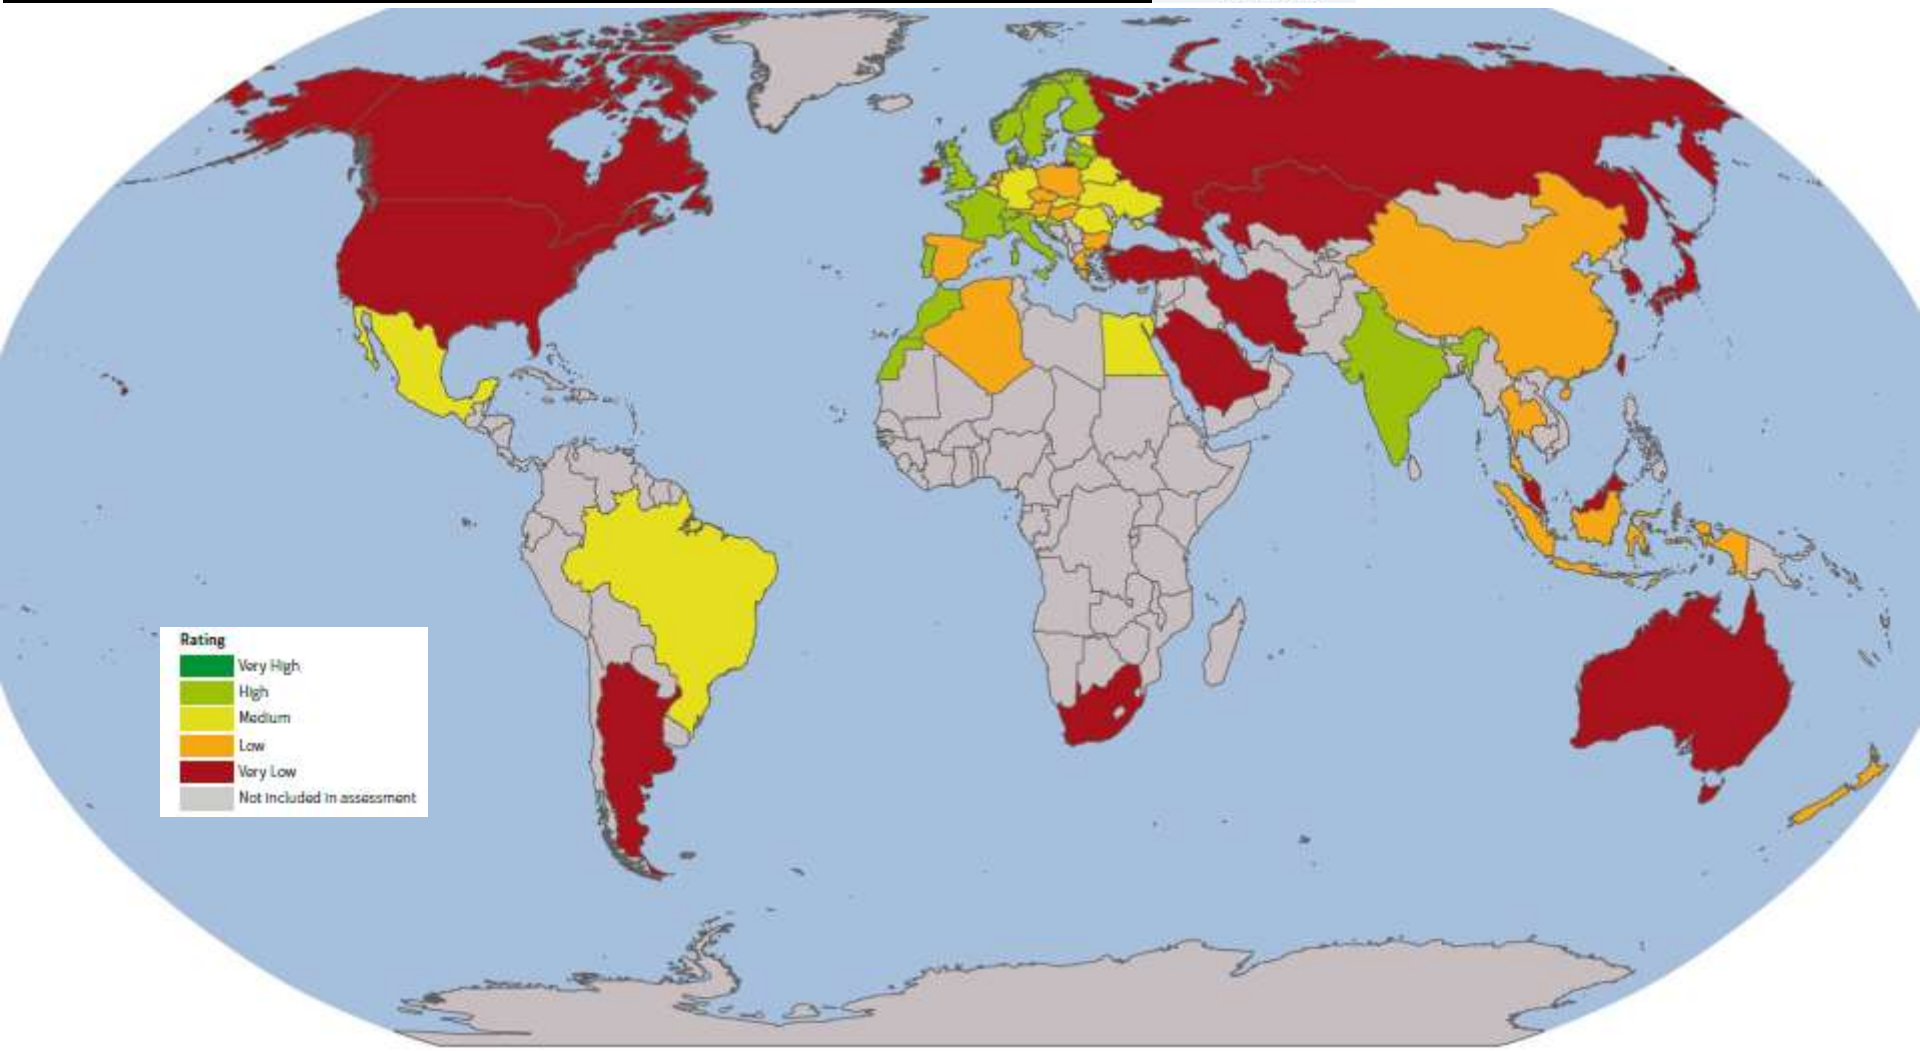 Rating
Very High
High
Medium
Low
Very Low
Not included in assessment